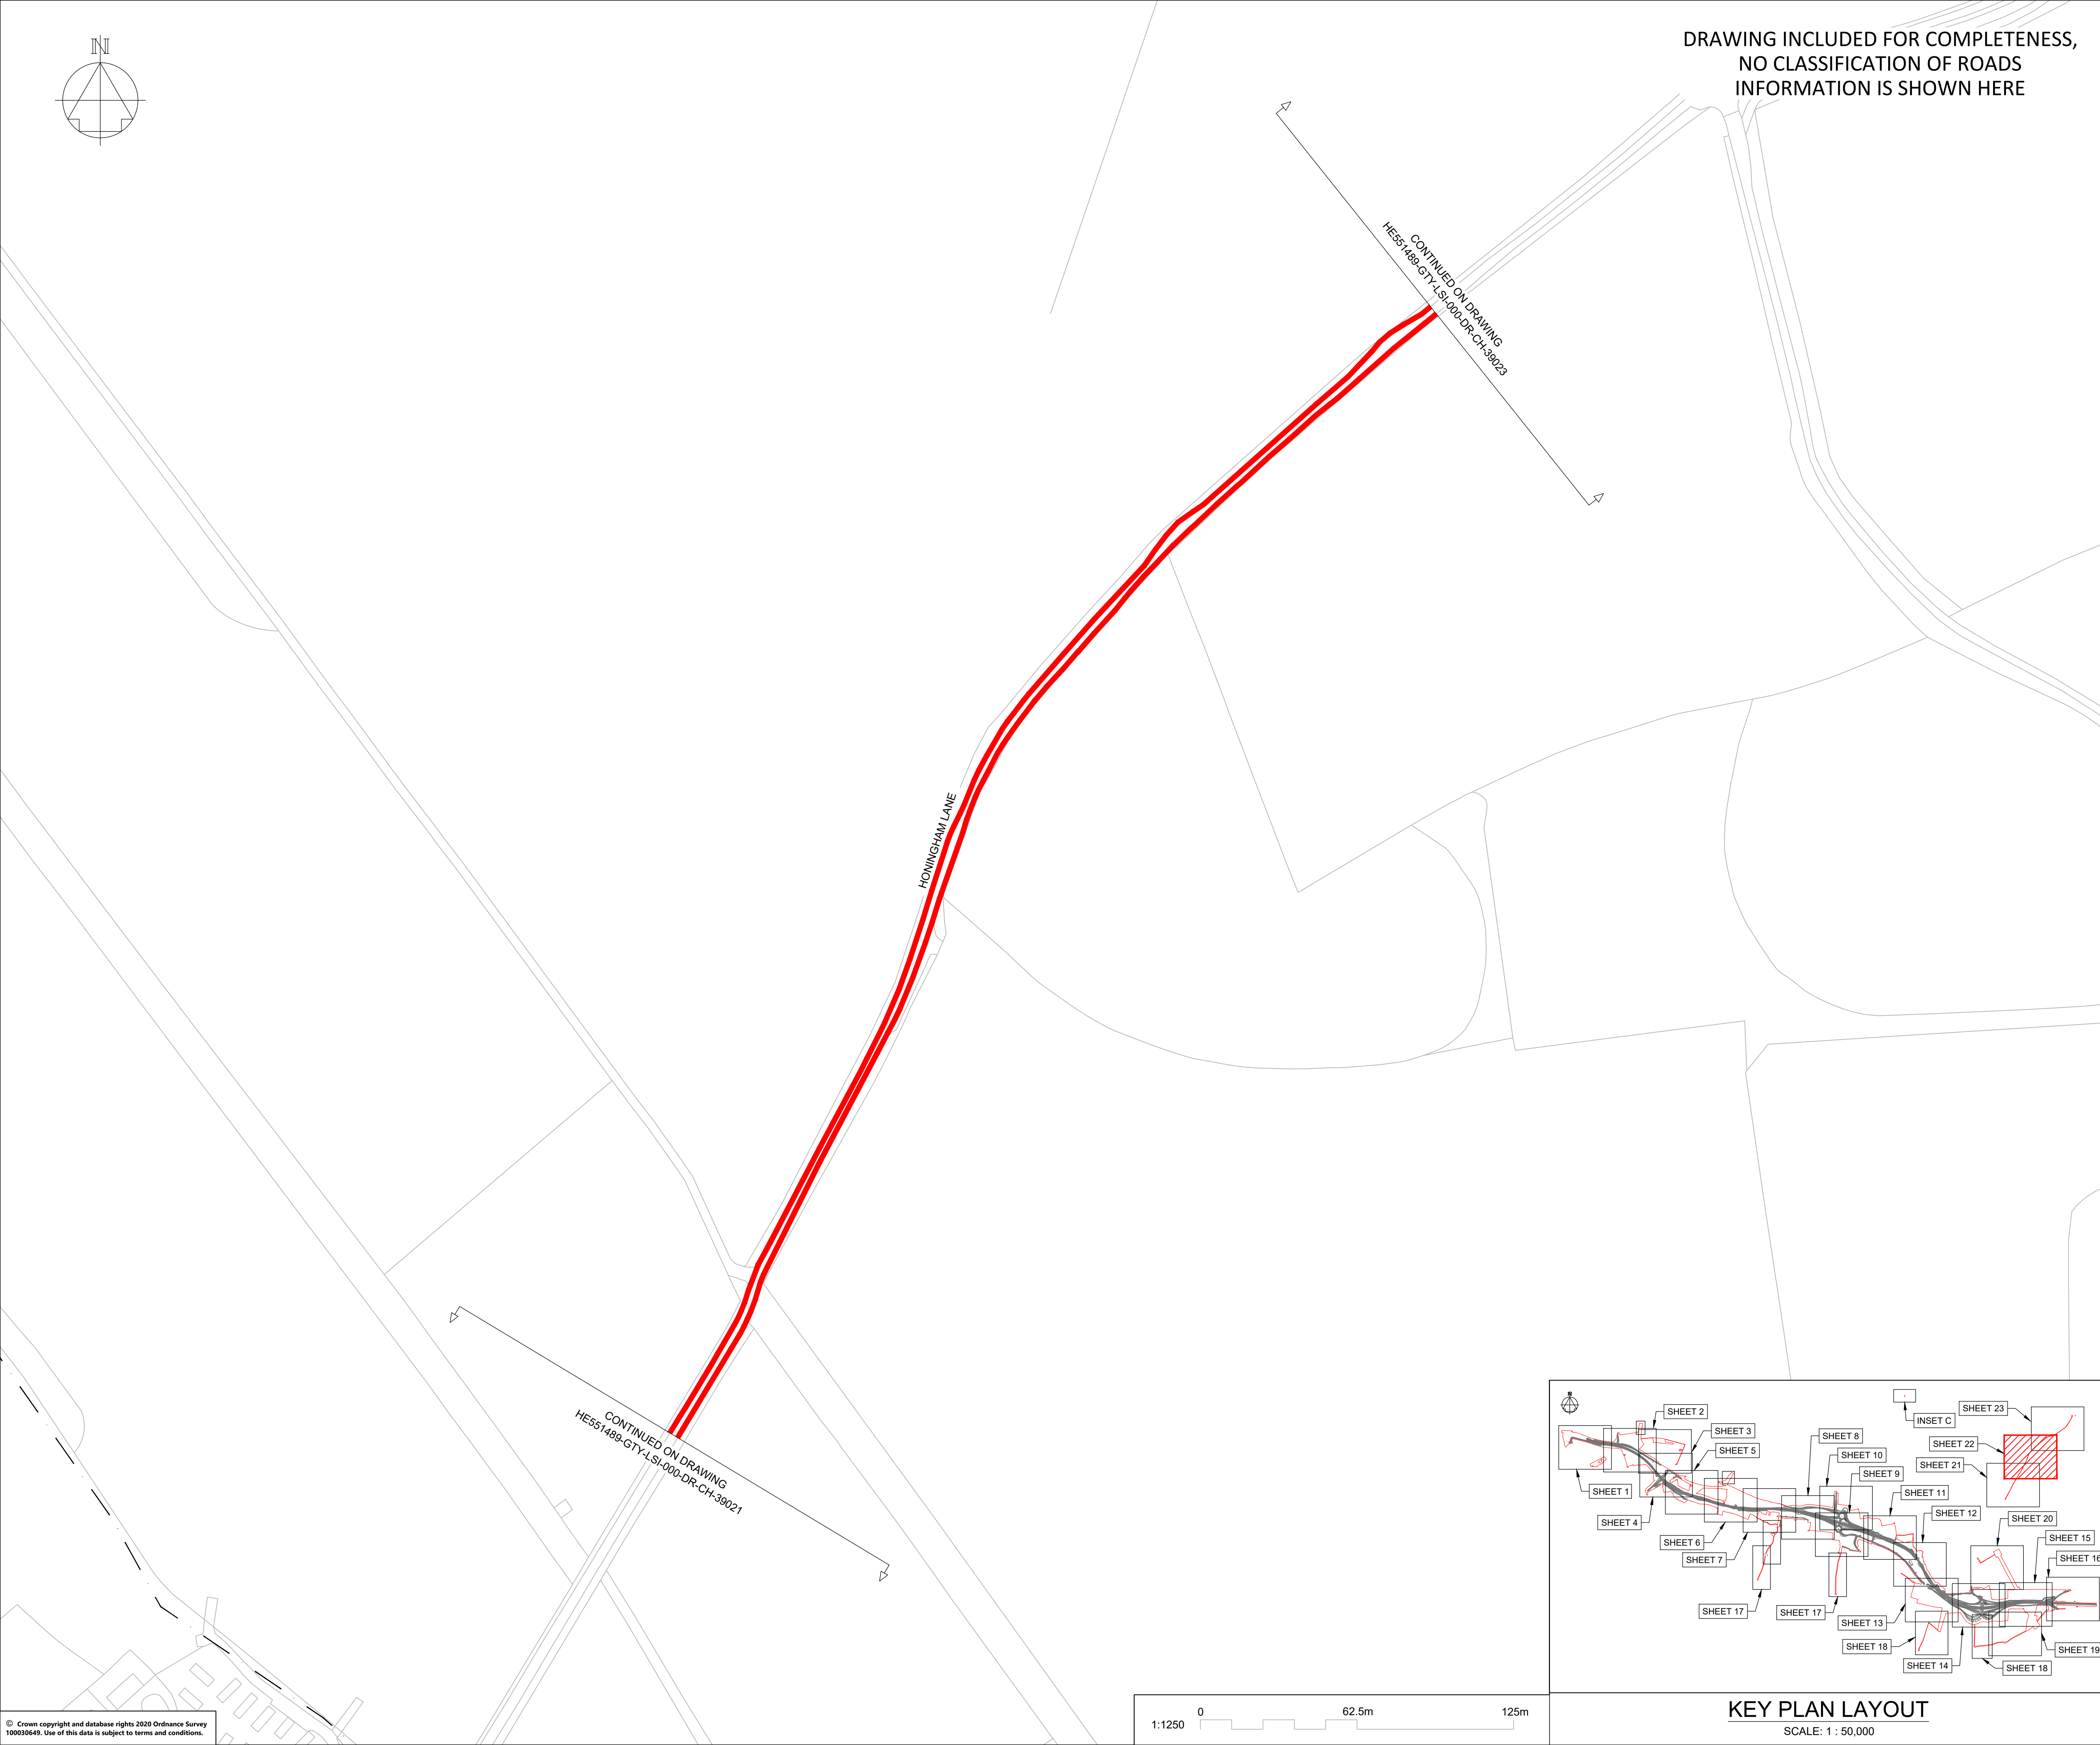 N
DRAWING INCLUDED FOR COMPLETENESS,
NO CLASSIFICATION OF ROADS
INFORMATION IS SHOWN HERE
CONTINUED ON DRAWING
HE551489-GTY-LSI-000-DR-CH-39023
HONINGHAM LANE
CONTINUED ON DRAWING
HE551489-GTY-LSI-000-DR-CH-39021
© Crown copyright and database rights 2020 Ordnance Survey
100030649. Use of this data is subject to terms and conditions.
1:1250
0
62.5m
125m
N
SHEET 2
INSET C
SHEET 23
SHEET 3
SHEET 8
SHEET 22
SHEET 5
SHEET 10
SHEET 21
SHEET 9
SHEET 1
SHEET 11
SHEET 12
SHEET 4
SHEET 20
SHEET 6
SHEET 15
SHEET 7
SHEET 16
SHEET 17
SHEET 17
SHEET 13
SHEET 18
SHEET 19
SHEET 14
SHEET 18
KEY PLAN LAYOUT
SCALE: 1 : 50,000